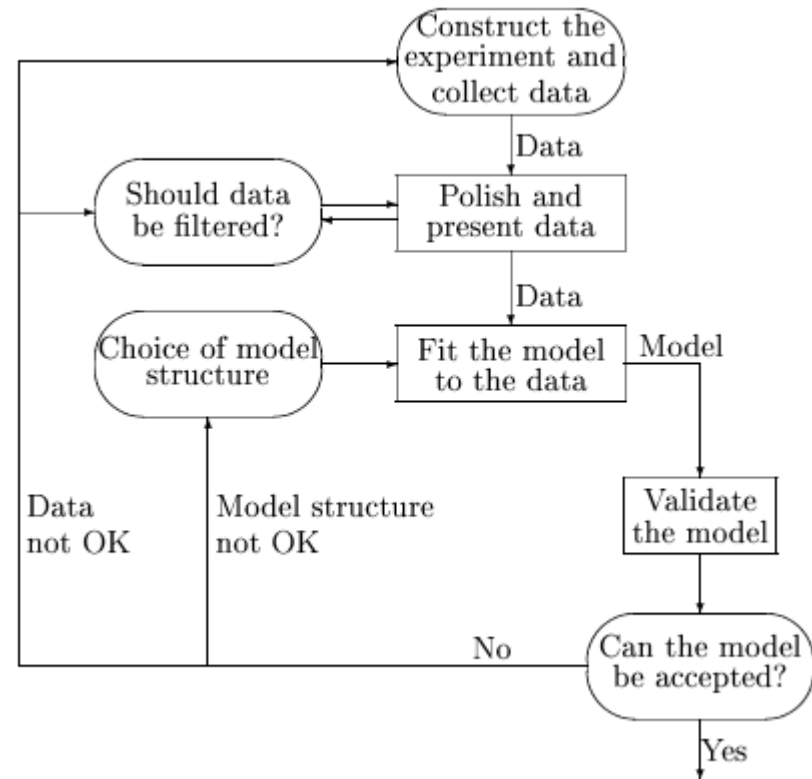 Construct the
experiment and
collect data
Data
Should data
be filtered?
Polish and
present data
Data
Choice of model
structure
Fit the model
to the data
Model
Data
not OK
Model structure
not OK
Validate
the model
No
Can the model
be accepted?
Yes